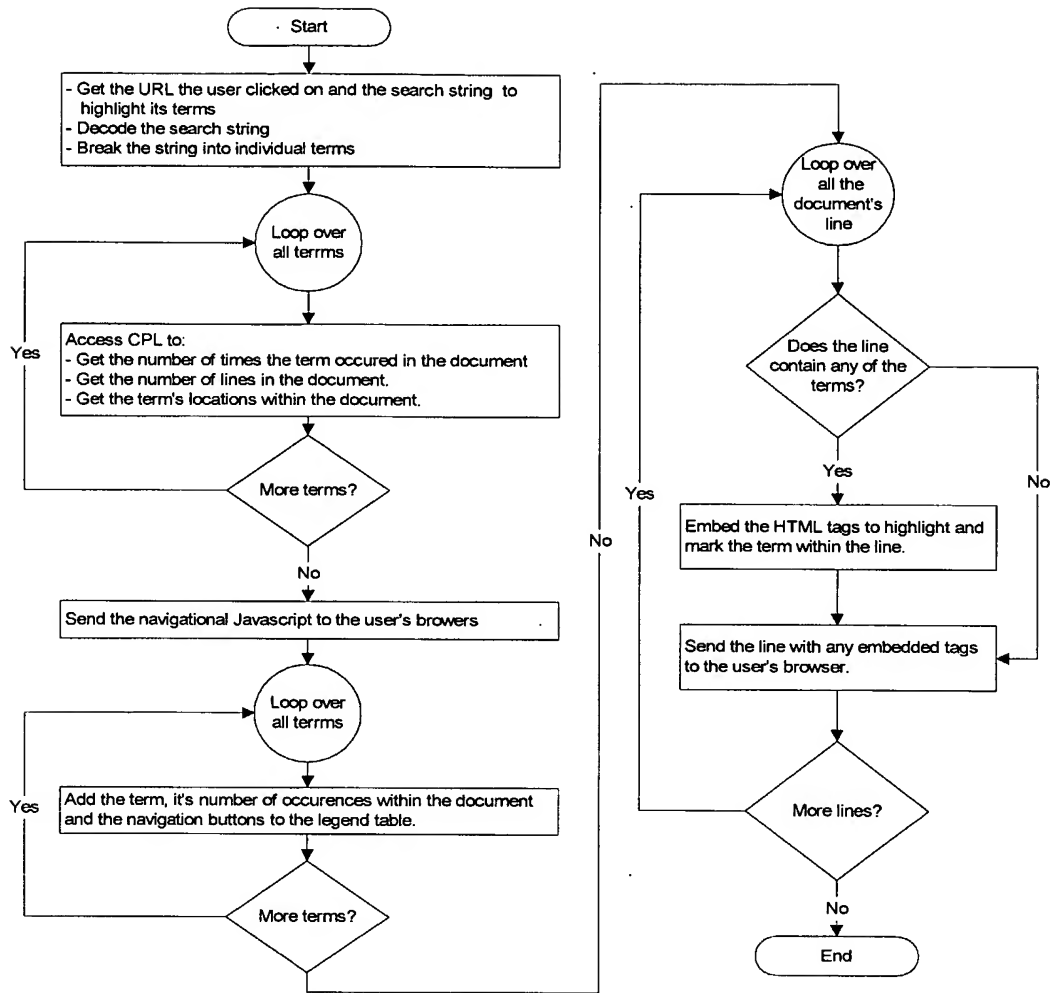 Start
- Get the URL the user clicked on and the search string to
highlight its terms
- Decode the search string
- Break the string into individual terms
Loop over
all terrms
Yes
Access CPL to:
- Get the number of times the term occured in the document
- Get the number of lines in the document.
- Get the term's locations within the document.
More terms?
No
Send the navigational Javascript to the user's browers
Loop over
all terrms
Yes
Add the term, it's number of occurences within the document
and the navigation buttons to the legend table.
More terms?
No
Loop over
all the
document's
line
Does the line
contain any of the
terms?
Yes
No
Yes
Embed the HTML tags to highlight and
mark the term within the line.
Send the line with any embedded tags
to the user's browser.
More lines?
No
End